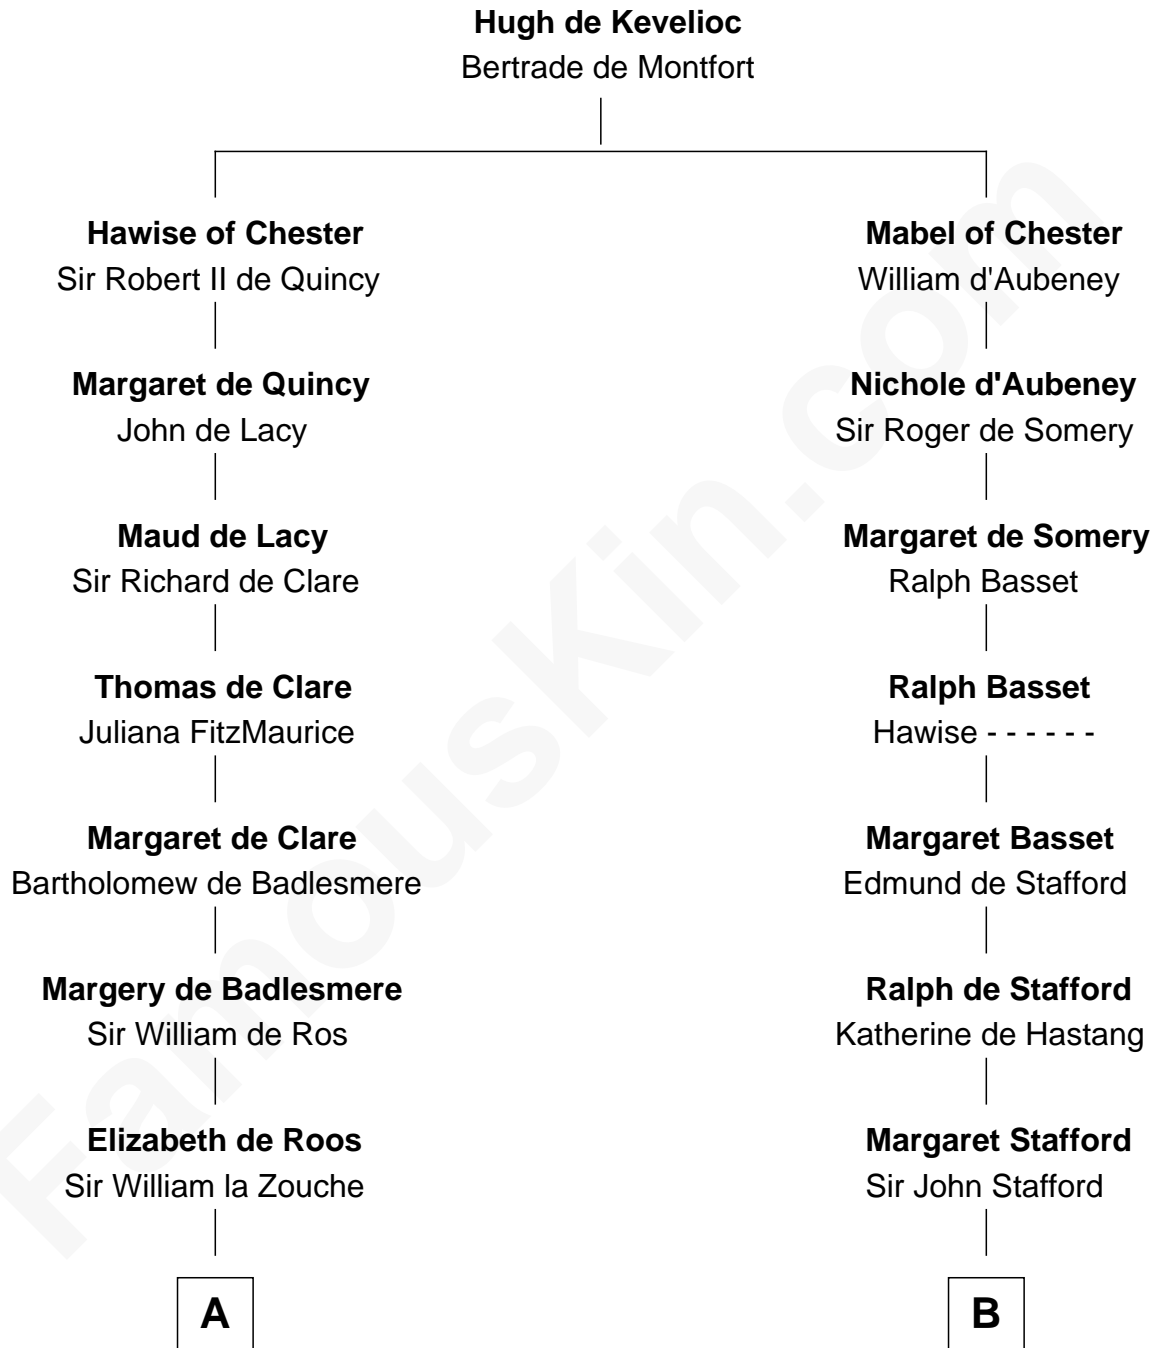 Hugh de Kevelioc
Bertrade de Montfort
Hawise of Chester
Sir Robert II de Quincy
Mabel of Chester
William d'Aubeney
Margaret de Quincy
John de Lacy
Nichole d'Aubeney
Sir Roger de Somery
Maud de Lacy
Sir Richard de Clare
Margaret de Somery
Ralph Basset
Thomas de Clare
Juliana FitzMaurice
Ralph Basset
Hawise - - - - - -
Margaret de Clare
Bartholomew de Badlesmere
Margaret Basset
Edmund de Stafford
Margery de Badlesmere
Sir William de Ros
Ralph de Stafford
Katherine de Hastang
Elizabeth de Roos
Sir William la Zouche
Margaret Stafford
Sir John Stafford
A
B
FamousKin.com